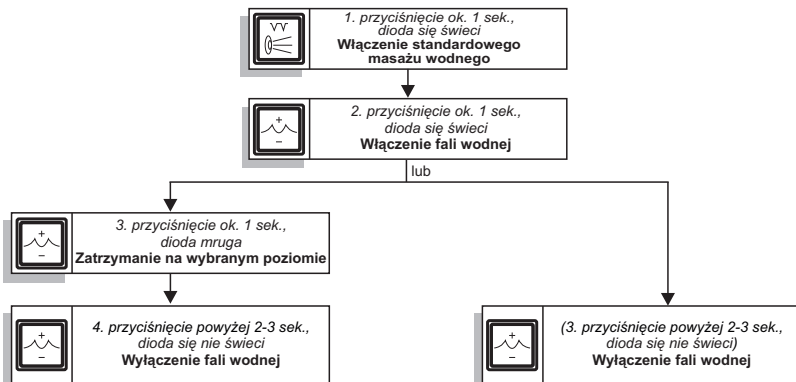 1. przyciśnięcie ok. 1 sek.,
dioda się świeci
Włączenie standardowego
masażu wodnego
2. przyciśnięcie ok. 1 sek.,
dioda się świeci
Włączenie fali wodnej
lub
3. przyciśnięcie ok. 1 sek.,
dioda mruga
Zatrzymanie na wybranym poziomie
4. przyciśnięcie powyżej 2-3 sek.,
dioda się nie świeci
Wyłączenie fali wodnej
(3. przyciśnięcie powyżej 2-3 sek.,
dioda się nie świeci)
Wyłączenie fali wodnej